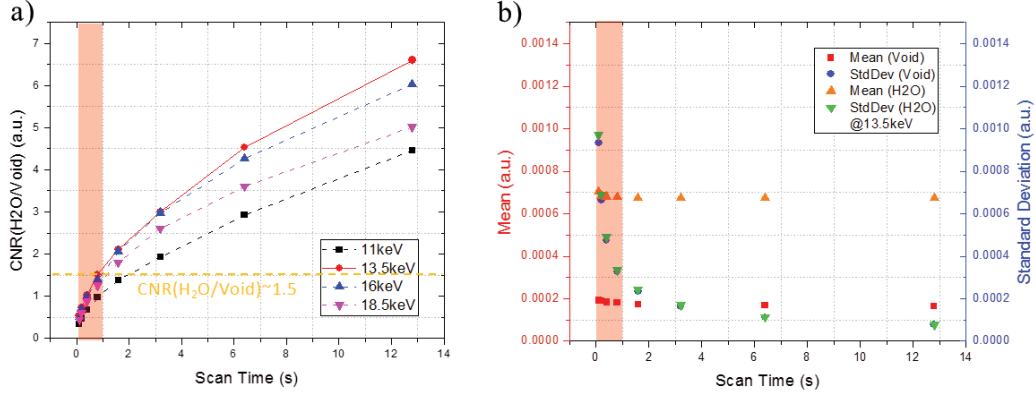 a)
7
6
5
4
3
2
1
0
CNR(H2O/Void) (a.u.)
0 2 4 6 8 10 12 14
Scan Time (s)
CNR(H₂O/Void)~1.5
11keV
13.5keV
16keV
18.5keV
b)
0.0014
0.0012
0.0010
0.0008
0.0006
0.0004
0.0002
0.0000
Mean (a.u.)
Mean (Void)
StdDev (Void)
Mean (H2O)
StdDev (H2O)
@13.5keV
0 2 4 6 8 10 12 14
Scan Time (s)
0.0014
0.0012
0.0010
0.0008
0.0006
0.0004
0.0002
0.0000
Standard Deviation (a.u.)